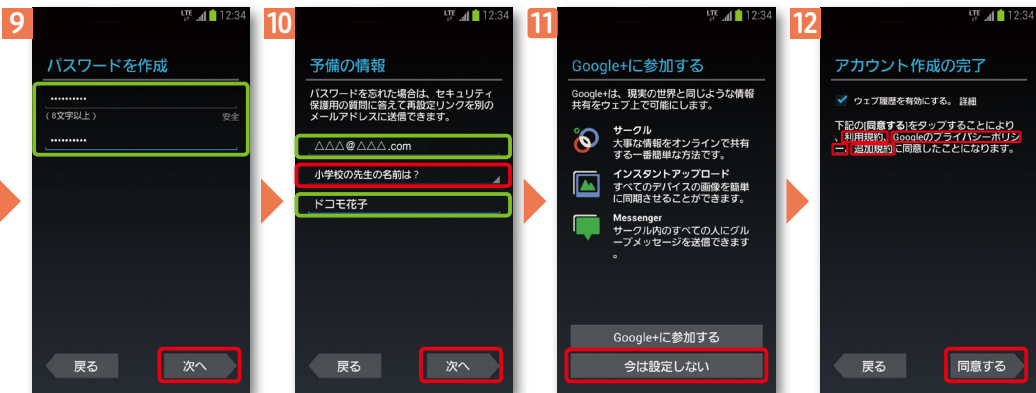 9
LTE 12:34
パスワードを作成
••••••••••
(8文字以上)
安全
••••••••••
戻る
次へ
10
LTE 12:34
予備の情報
パスワードを忘れた場合は、セキュリティ
保護用の質問に答えて再設定リンクを別の
メールアドレスに送信できます。
△△△@△△△.com
小学校の先生の名前は?
ドコモ花子
戻る
次へ
11
LTE 12:34
Google+に参加する
Google+は、現実の世界と同じような情報
共有をウェブ上で可能にします。
サークル
大事な情報をオンラインで共有
する一番簡単な方法です。
インスタントアップロード
すべてのデバイスの画像を簡単
に同期させることができます。
Messenger
サークル内のすべての人にグル
ープメッセージを送信できます
。
Google+に参加する
今は設定しない
12
LTE 12:34
アカウント作成の完了
ウェブ履歴を有効にする。 詳細
下記の[同意する]をタップすることにより
、利用規約、Googleのプライバシーポリシ
ー、追加規約に同意したことになります。
戻る
同意する